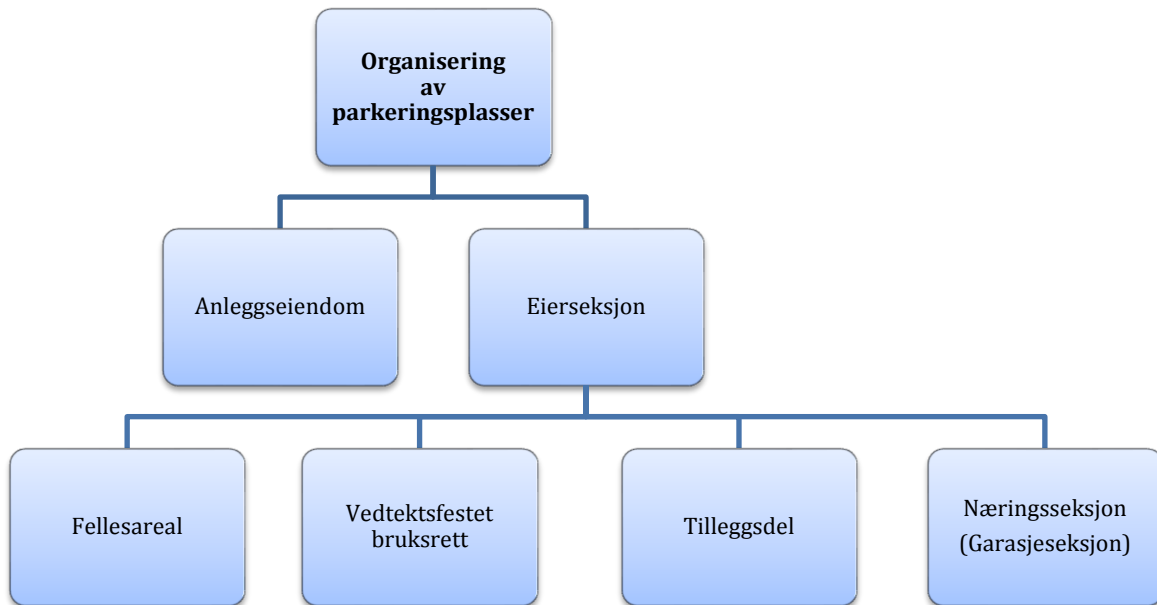 Organisering
av
parkeringsplasser
Anleggseiendom
Eierseksjon
Fellesareal
Vedtektsfestet
bruksrett
Tilleggsdel
Næringsseksjon
(Garasjeseksjon)